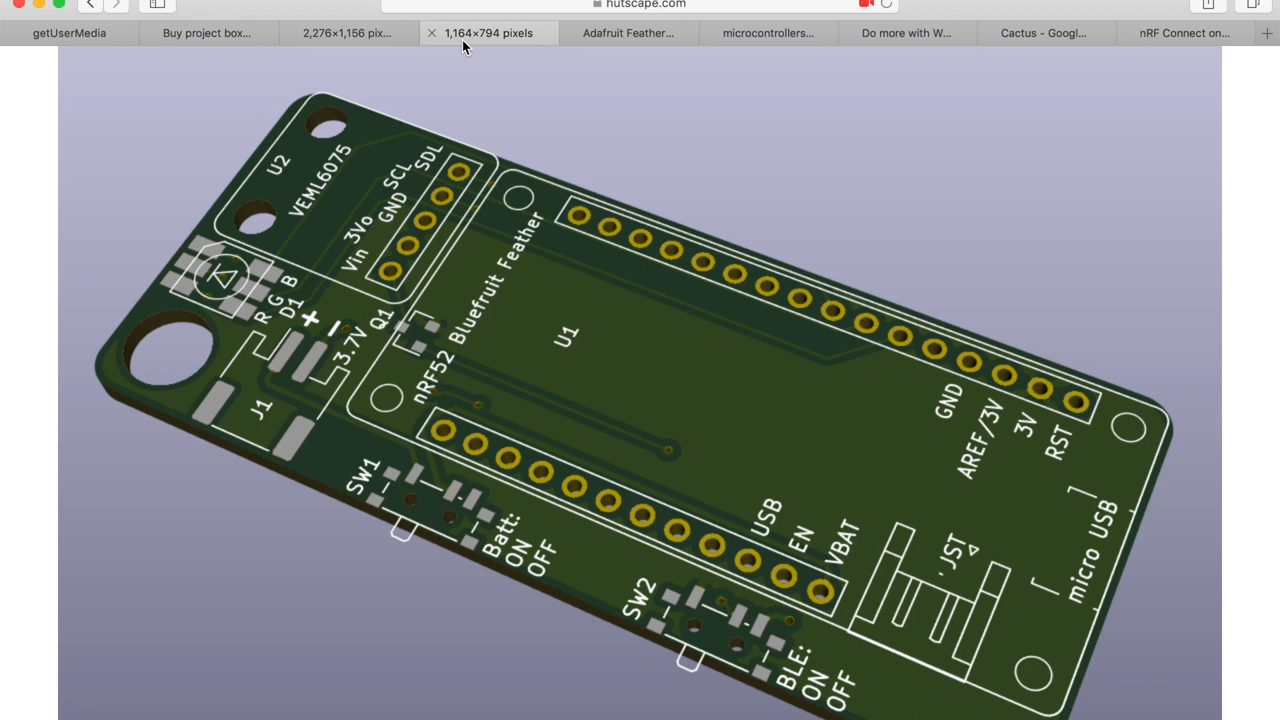 hutscape.com
getUserMedia
Buy project box...
2,276×1,156 pix...
1,164×794 pixels
Adafruit Feather...
microcontrollers...
Do more with W...
Cactus - Googl...
nRF Connect on...
U2
VEML6075
SDL
SCL
GND
3Vo
Vin
R G B
D1
+ -
3.7V
Q1
J1
nRF52 Bluefruit Feather
U1
GND
AREF/3V
3V
RST
SW1
Batt:
ON
OFF
USB
EN
VBAT
JST
micro USB
SW2
BLE:
ON
OFF